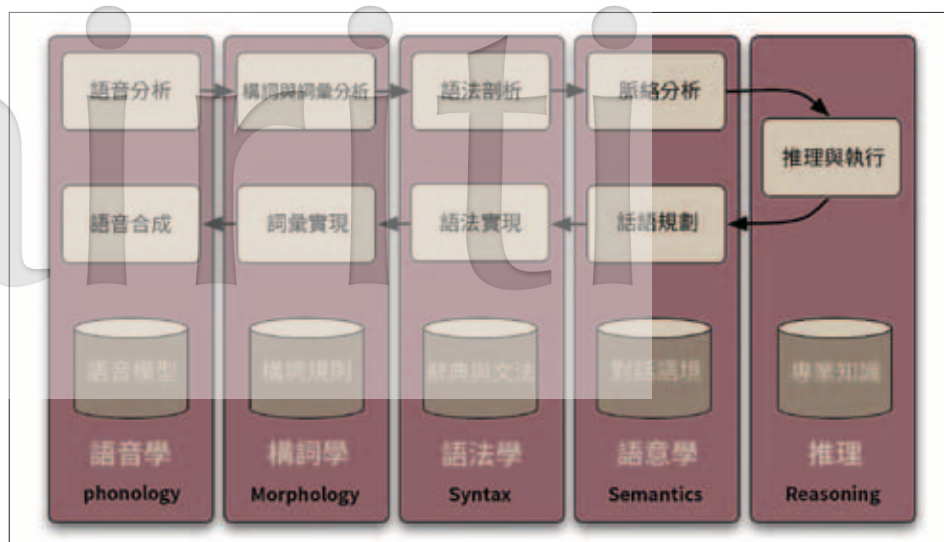 語音分析
構詞與詞彙分析
語法剖析
脈絡分析
推理與執行
語音合成
詞彙實現
語法實現
話語規劃
語音模型
構詞規則
辭典與文法
對話語境
專業知識
語音學
構詞學
語法學
語意學
推理
phonology
Morphology
Syntax
Semantics
Reasoning
airiti